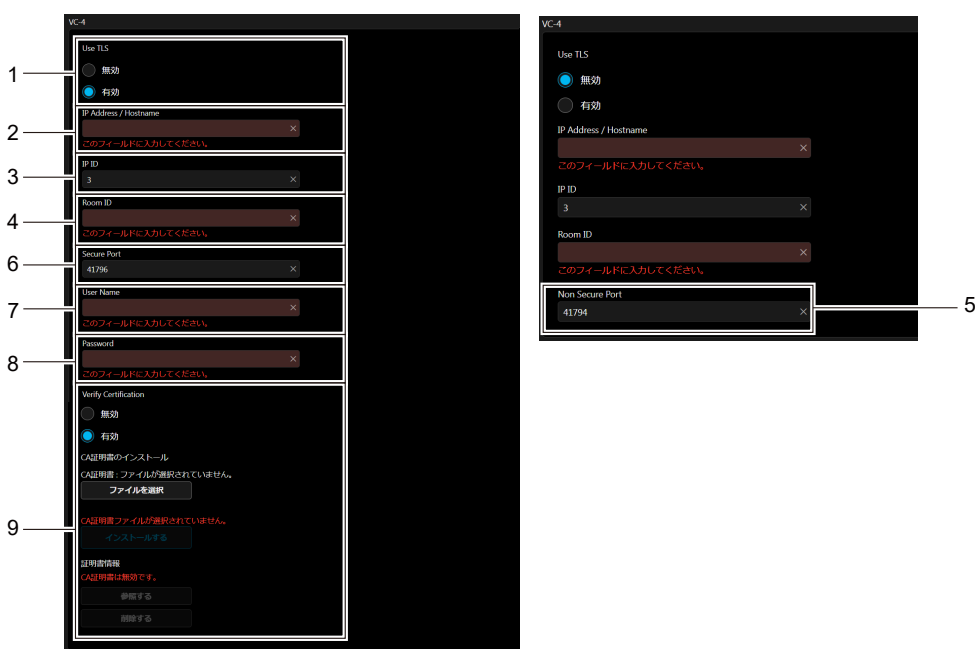 VC-4
Use TLS
無効
有効
IP Address / Hostname
×
このフィールドに入力してください。
IP ID
3 ×
Room ID
×
このフィールドに入力してください。
Secure Port
41796 ×
User Name
×
このフィールドに入力してください。
Password
×
このフィールドに入力してください。
Verify Certification
無効
有効
CA証明書のインストール
CA証明書 : ファイルが選択されていません。
ファイルを選択
CA証明書ファイルが選択されていません。
インストールする
証明書情報
CA証明書は無効です。
参照する
削除する
1
2
3
4
6
7
8
9
VC-4
Use TLS
無効
有効
IP Address / Hostname
×
このフィールドに入力してください。
IP ID
3 ×
Room ID
×
このフィールドに入力してください。
Non Secure Port
41794 ×
5